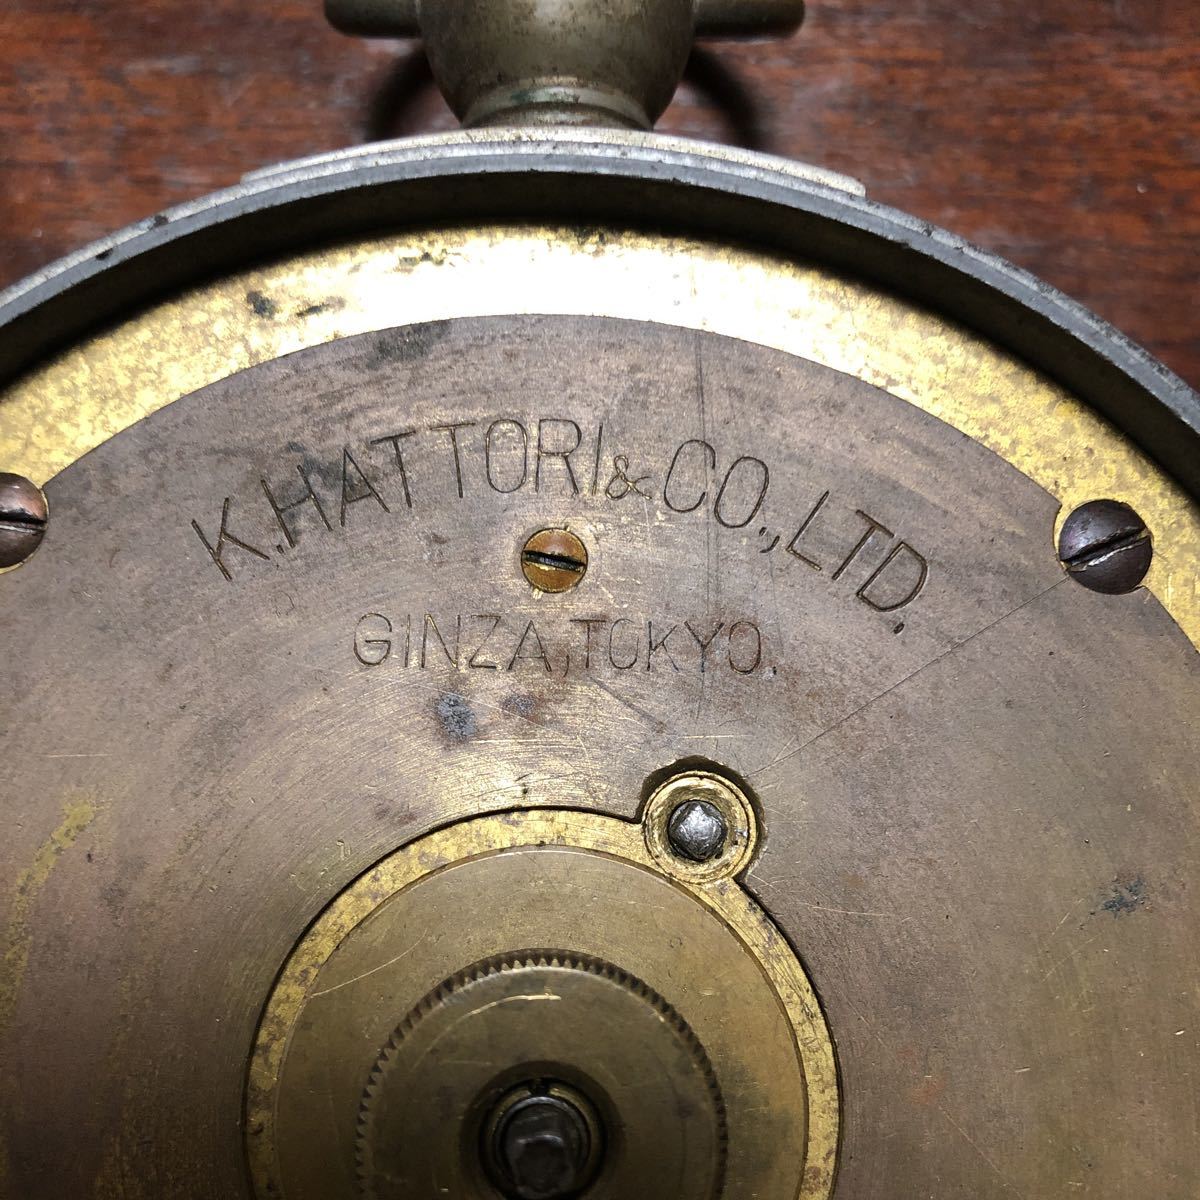 K. HATTORI & CO., LTD.
GINZA, TOKYO.